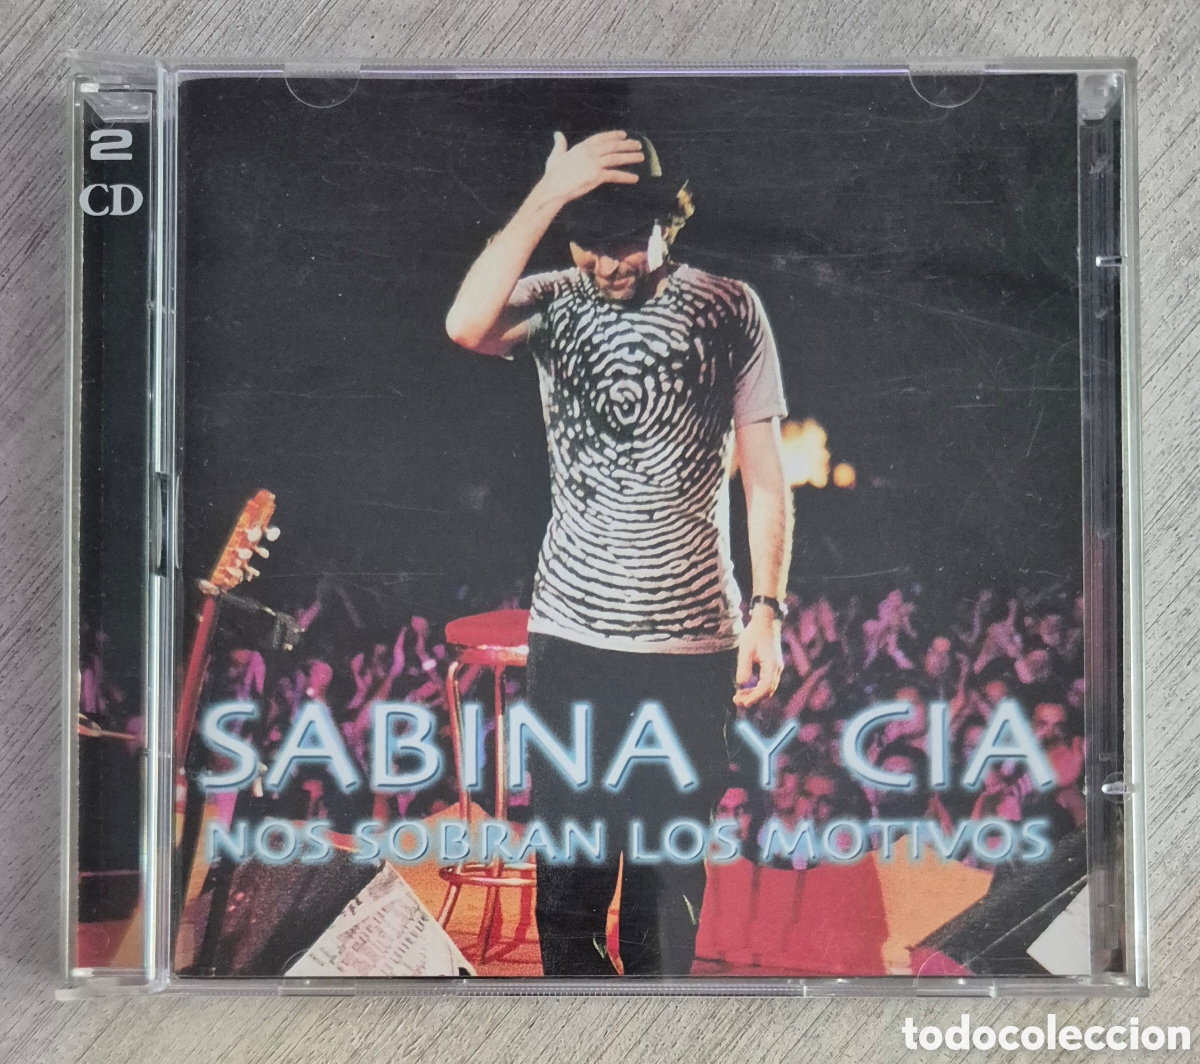 2
CD
SABINA Y CIA
NOS SOBRAN LOS MOTIVOS
todocoleccion